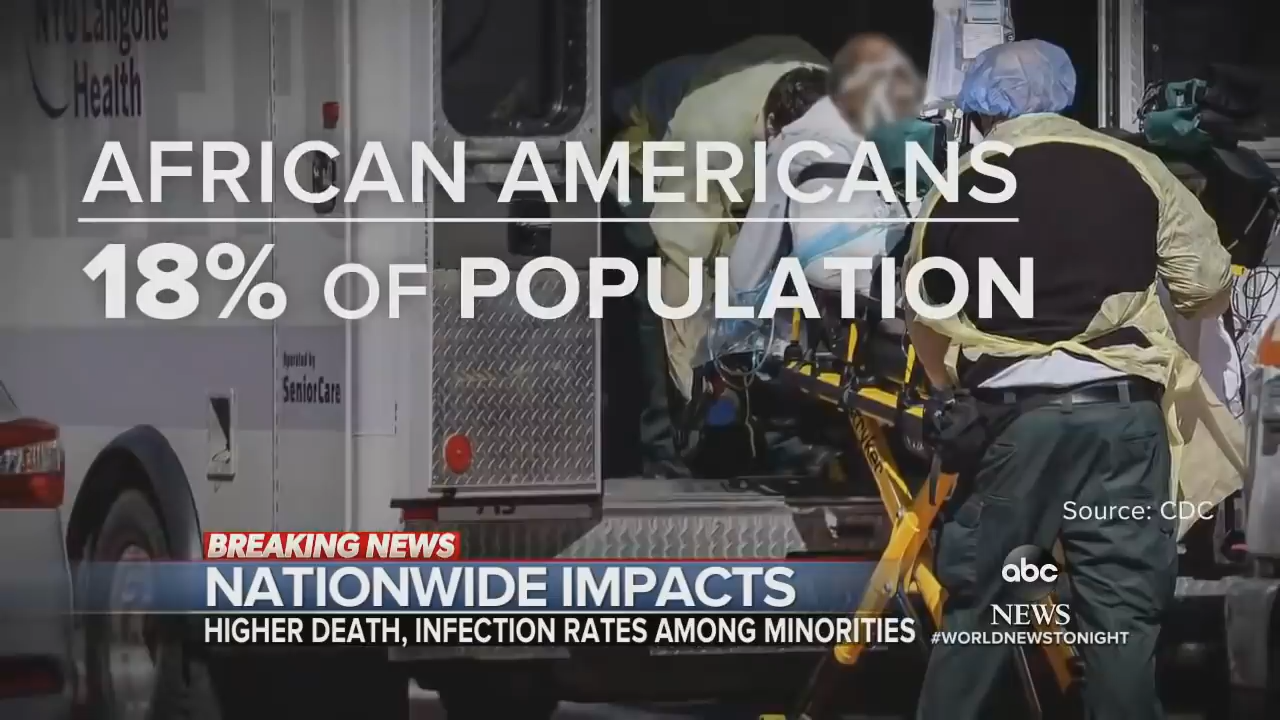 NYU Langone
Health
AFRICAN AMERICANS
18% OF POPULATION
Operated by
SeniorCare
stryker
Source: CDC
BREAKING NEWS
NATIONWIDE IMPACTS
HIGHER DEATH, INFECTION RATES AMONG MINORITIES
abc
NEWS
#WORLDNEWSTONIGHT